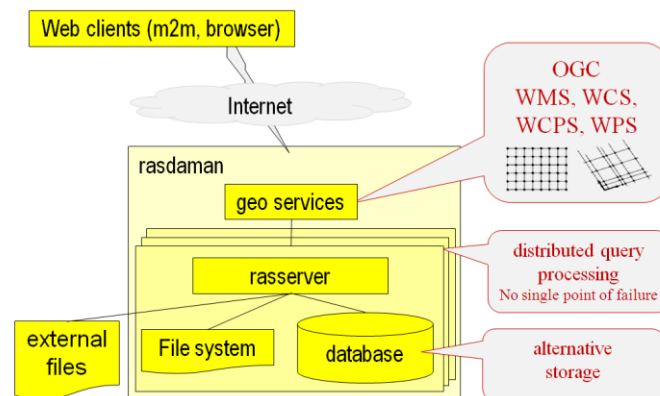 Web clients (m2m, browser)
Internet
OGC
WMS, WCS,
WCPS, WPS
rasdaman
geo services
distributed query
processing
No single point of failure
rasserver
external
files
File system
database
alternative
storage